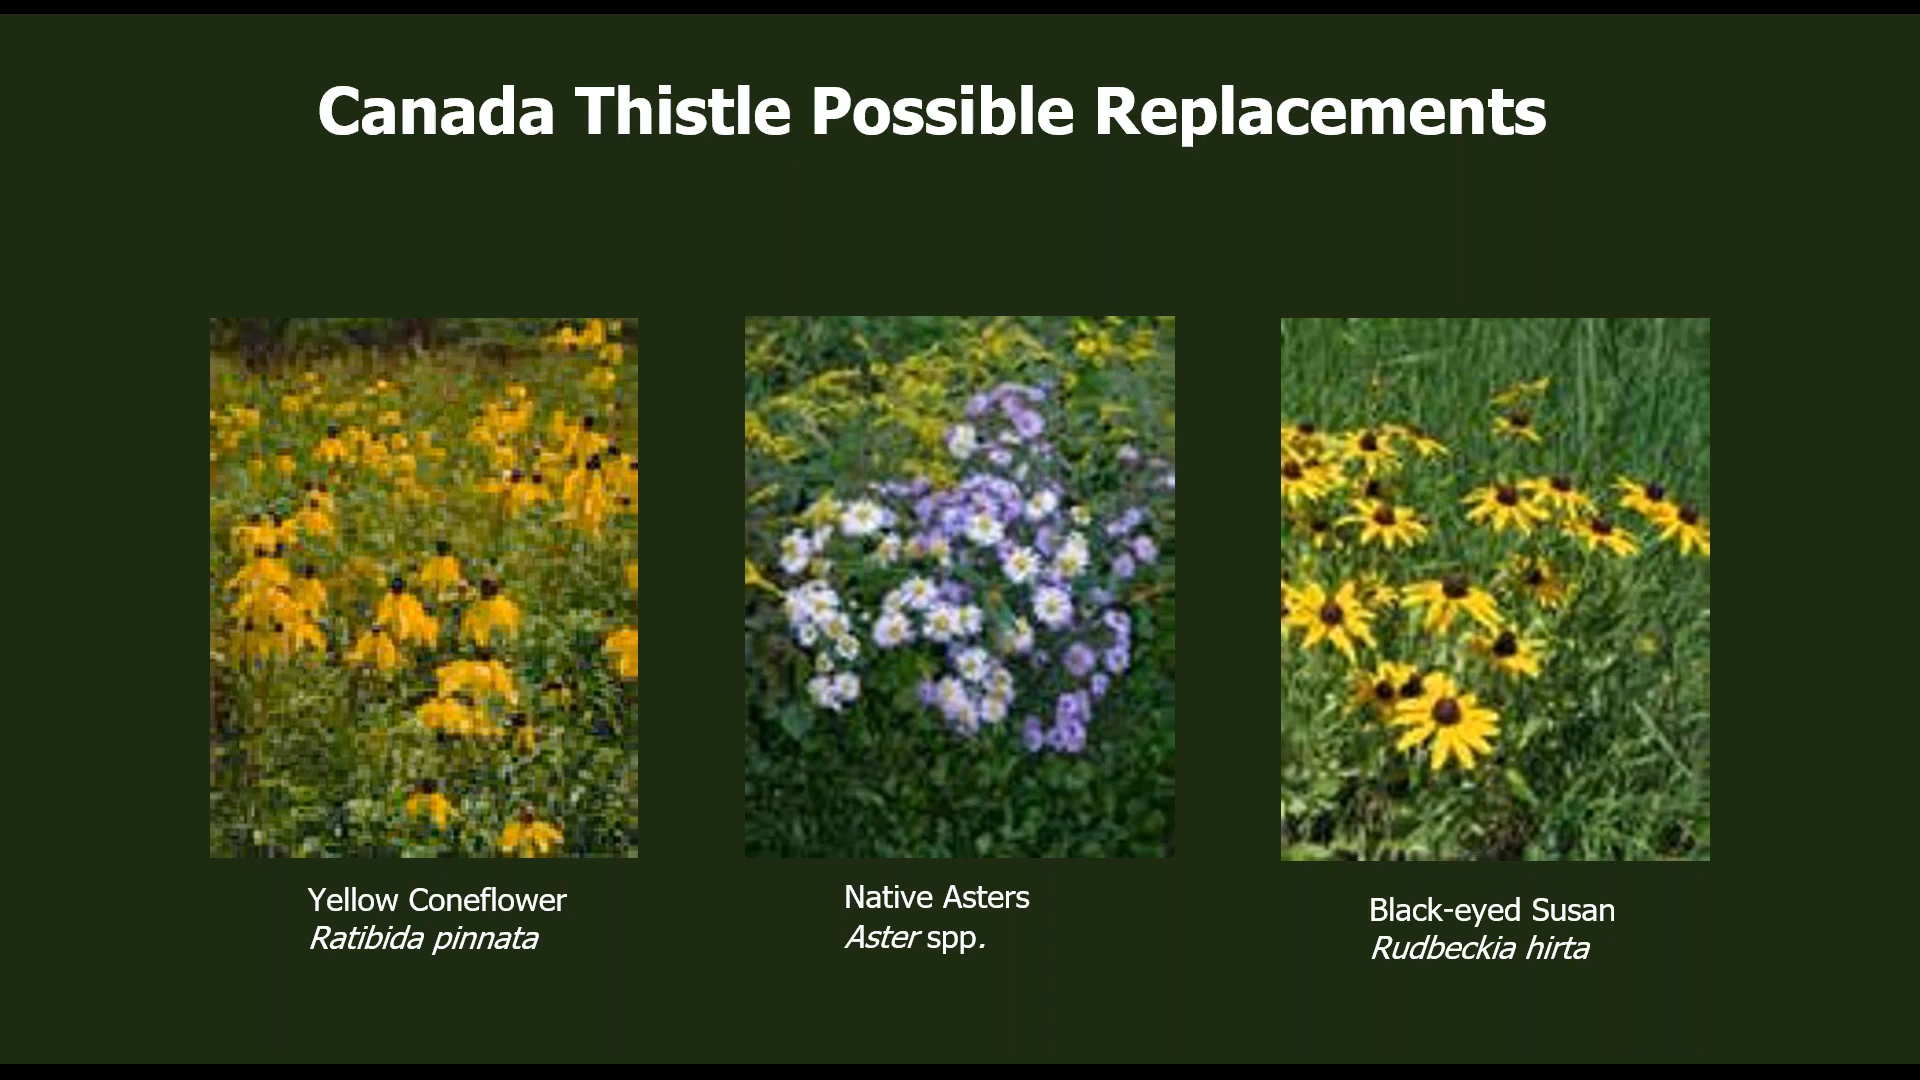 Canada Thistle Possible Replacements
Yellow Coneflower
Ratibida pinnata
Native Asters
Aster spp.
Black-eyed Susan
Rudbeckia hirta